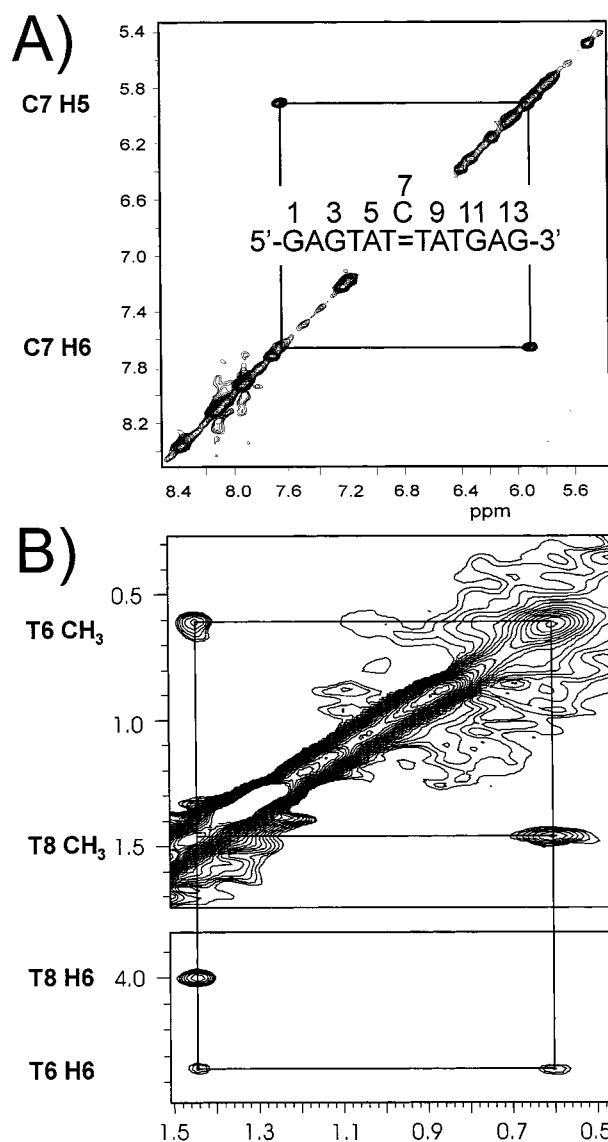 A)
5.4
C7 H5
5.8
6.2
6.6
7
1 3 5 C 9 11 13
5'-GAGTAT=TATGAG-3'
7.0
C7 H6
7.4
7.8
8.2
8.4 8.0 7.6 7.2 6.8 6.4 6.0 5.6
ppm
B)
0.5
T6 CH₃
1.0
T8 CH₃
1.5
T8 H6
4.0
T6 H6
1.5 1.3 1.1 0.9 0.7 0.5